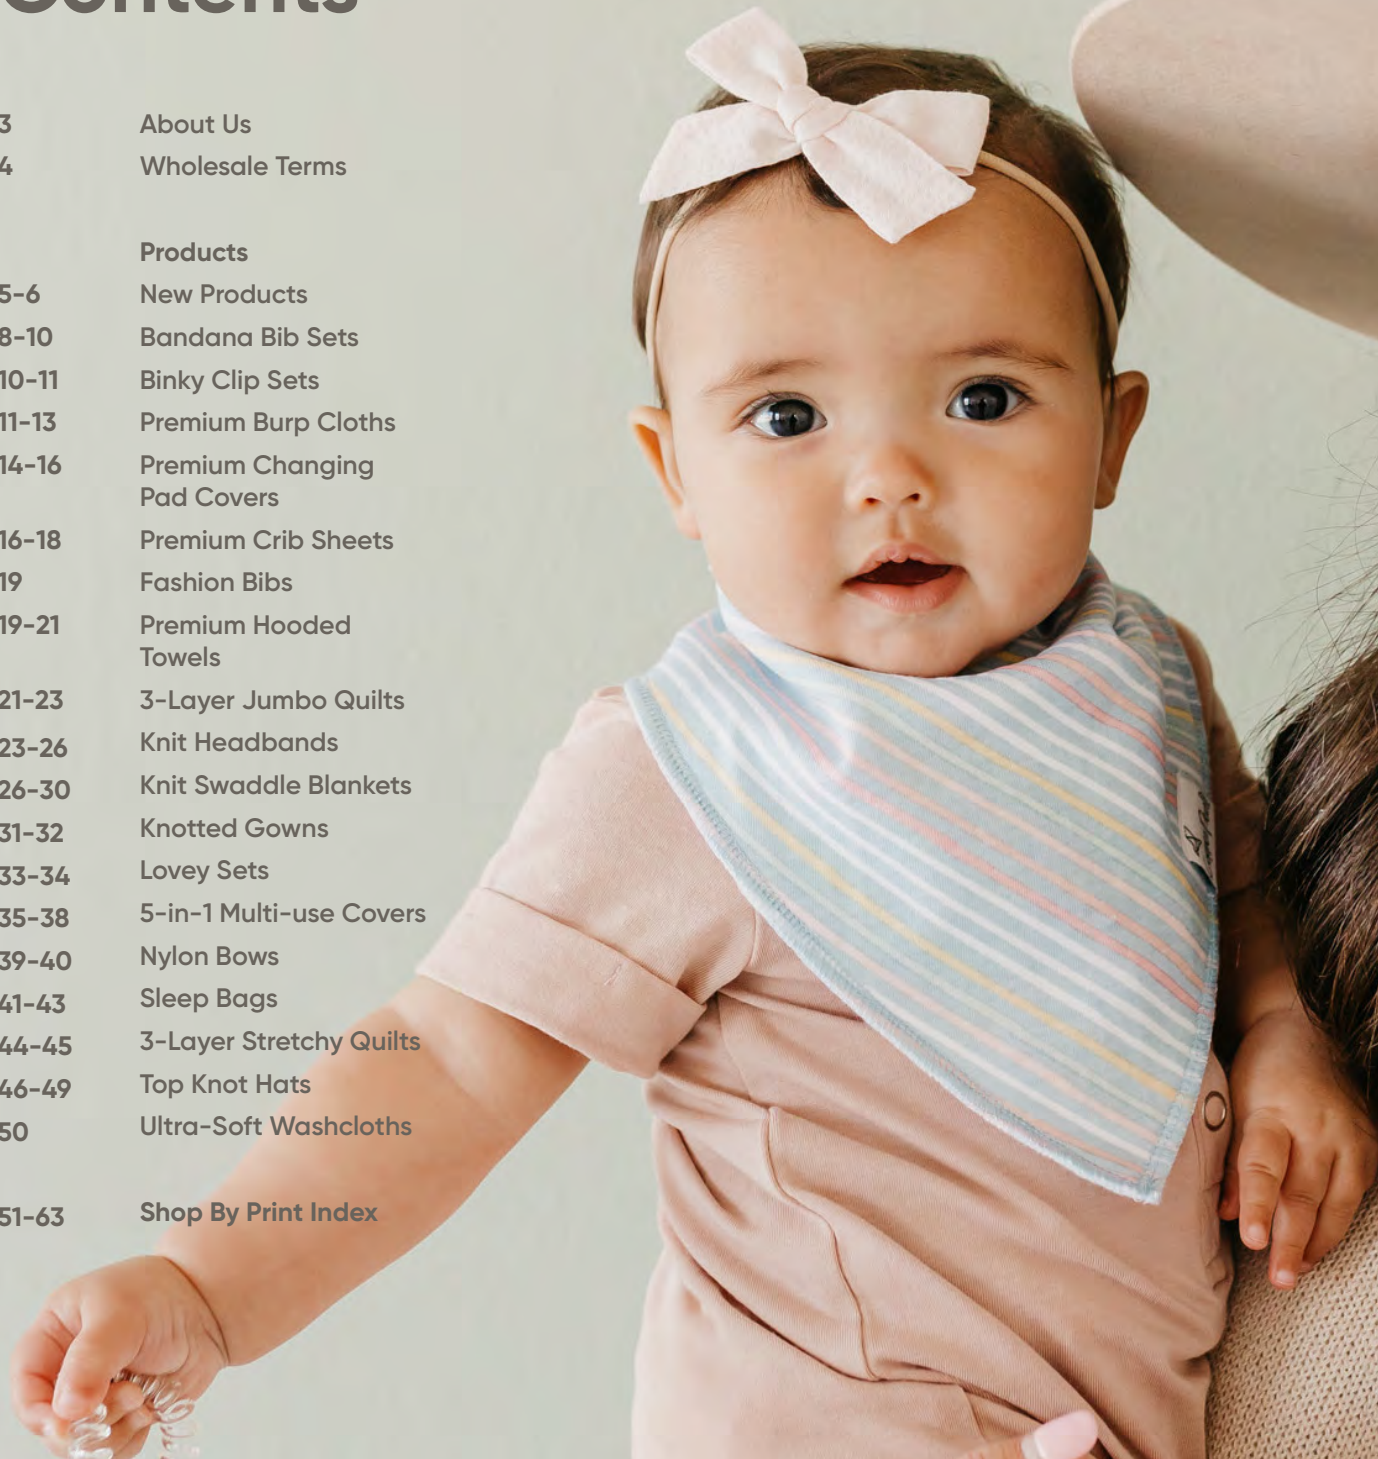 Contents
3 About Us
4 Wholesale Terms
Products
5-6 New Products
8-10 Bandana Bib Sets
10-11 Binky Clip Sets
11-13 Premium Burp Cloths
14-16 Premium Changing
Pad Covers
16-18 Premium Crib Sheets
19 Fashion Bibs
19-21 Premium Hooded
Towels
21-23 3-Layer Jumbo Quilts
23-26 Knit Headbands
26-30 Knit Swaddle Blankets
31-32 Knotted Gowns
33-34 Lovey Sets
35-38 5-in-1 Multi-use Covers
39-40 Nylon Bows
41-43 Sleep Bags
44-45 3-Layer Stretchy Quilts
46-49 Top Knot Hats
50 Ultra-Soft Washcloths
51-63 Shop By Print Index